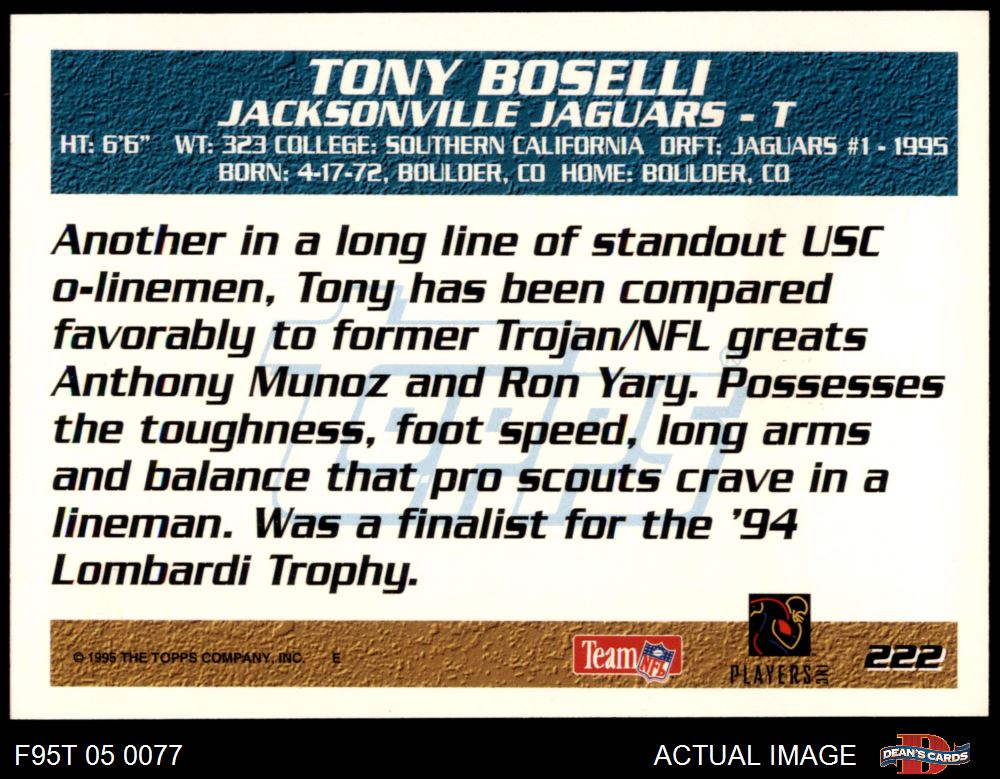 TONY BOSELLI
JACKSONVILLE JAGUARS - T
HT: 6'6" WT: 323 COLLEGE: SOUTHERN CALIFORNIA DRFT: JAGUARS #1 - 1995
BORN: 4-17-72, BOULDER, CO HOME: BOULDER, CO
Another in a long line of standout USC
o-linemen, Tony has been compared
favorably to former Trojan/NFL greats
Anthony Munoz and Ron Yary. Possesses
the toughness, foot speed, long arms
and balance that pro scouts crave in a
lineman. Was a finalist for the '94
Lombardi Trophy.
Topps®
© 1995 THE TOPPS COMPANY, INC. E
Team NFL
PLAYERS INC
222
F95T 05 0077
ACTUAL IMAGE
DEAN'S CARDS